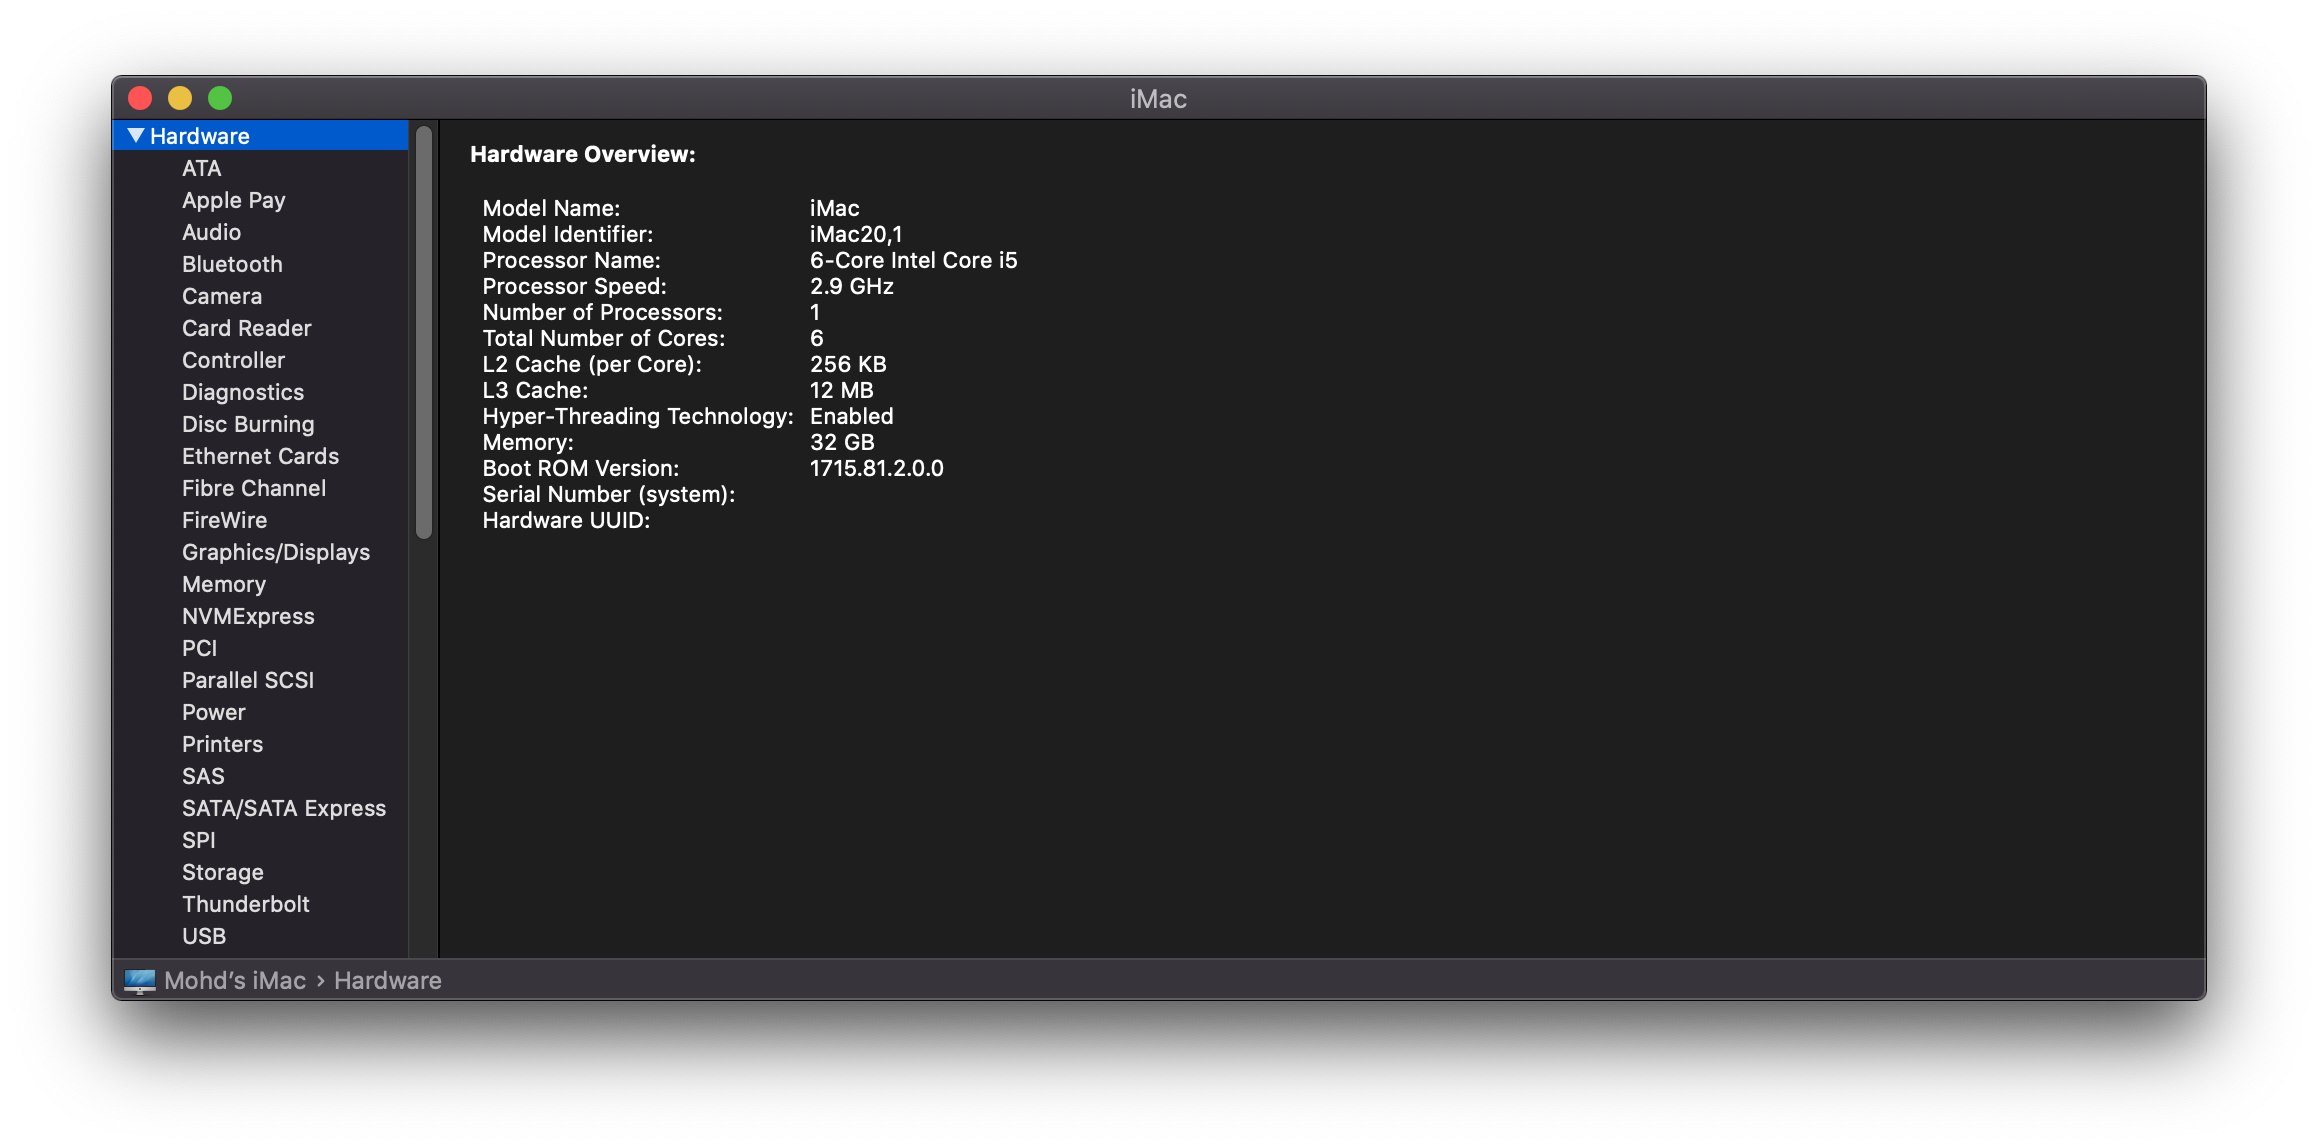 iMac
Hardware
ATA
Apple Pay
Audio
Bluetooth
Camera
Card Reader
Controller
Diagnostics
Disc Burning
Ethernet Cards
Fibre Channel
FireWire
Graphics/Displays
Memory
NVMExpress
PCI
Parallel SCSI
Power
Printers
SAS
SATA/SATA Express
SPI
Storage
Thunderbolt
USB
Hardware Overview:
Model Name: iMac
Model Identifier: iMac20,1
Processor Name: 6-Core Intel Core i5
Processor Speed: 2.9 GHz
Number of Processors: 1
Total Number of Cores: 6
L2 Cache (per Core): 256 KB
L3 Cache: 12 MB
Hyper-Threading Technology: Enabled
Memory: 32 GB
Boot ROM Version: 1715.81.2.0.0
Serial Number (system):
Hardware UUID:
Mohd’s iMac › Hardware